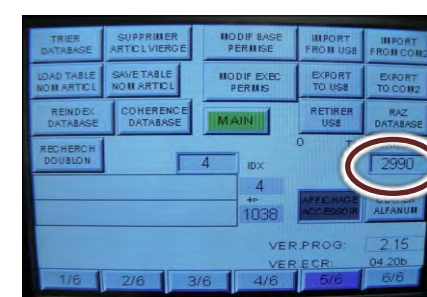 TRIER DATABASE
SUPPRIMER ARTICL VIERGE
MODIF BASE PERMISE
IMPORT FROM USB
IMPORT FROM COM2
LOAD TABLE NOM ARTICL
SAVE TABLE NOM ARTICL
MODIF EXEC PERMIS
EXPORT TO USB
EXPORT TO COM2
REINDEX DATABASE
COHERENCE DATABASE
MAIN
RETIRER USB
RAZ DATABASE
RECHERCH DOUBLON
4 IDX
0
2990
4
+>
1038
AFFICHAGE ACCESSOIR
ALFANUM
VER.PROG: 2.15
VER ECR: 04.20b
1/6 2/6 3/6 4/6 5/6 6/6